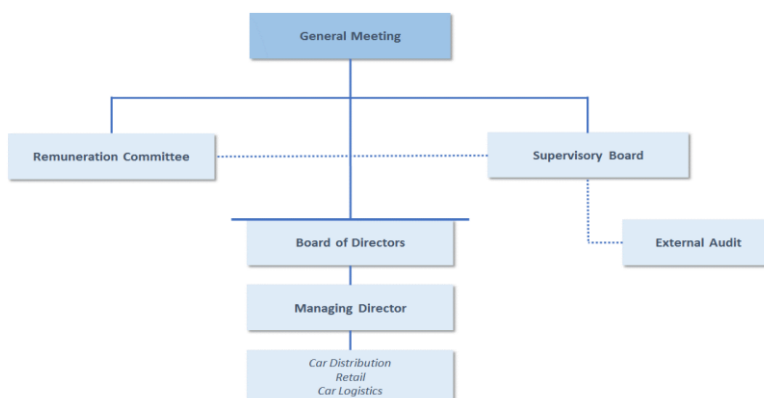 General Meeting
Remuneration Committee
Supervisory Board
Board of Directors
External Audit
Managing Director
Car Distribution
Retail
Car Logistics